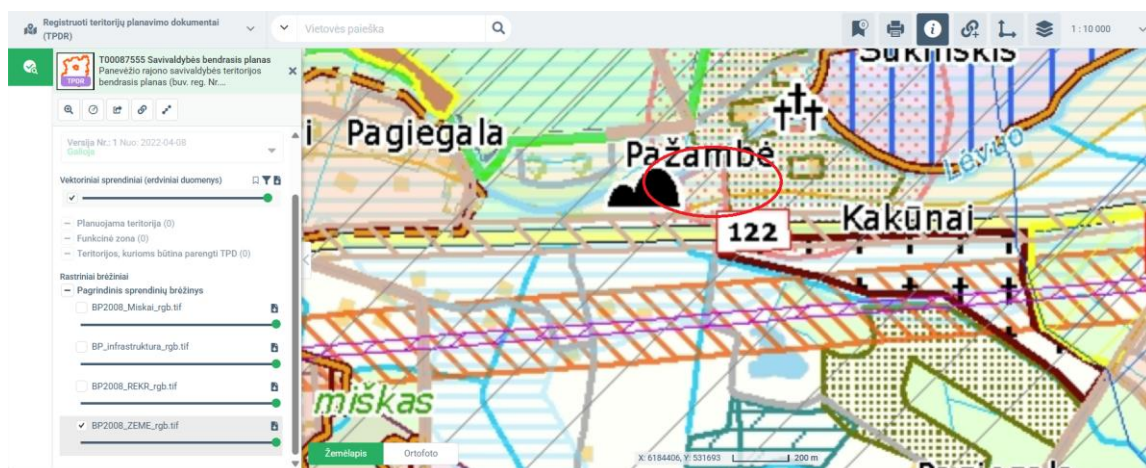 Registruoti teritorijų planavimo dokumentai
(TPDR)
Vietovės paieška
1 : 10 000
T00087555 Savivaldybės bendrasis planas
Panevėžio rajono savivaldybės teritorijos
bendrasis planas (buv. reg. Nr....
TPDR
Versija Nr.: 1 Nuo: 2022-04-08
Galioja
Vektoriniai sprendiniai (erdviniai duomenys)
Planuojama teritorija (0)
Funkcinė zona (0)
Teritorijos, kurioms būtina parengti TPD (0)
Rastriniai brėžiniai
Pagrindinis sprendinių brėžinys
BP2008_Miskai_rgb.tif
BP_infrastruktura_rgb.tif
BP2008_REKR_rgb.tif
BP2008_ZEME_rgb.tif
Sukiniškis
i Pagiegala
Pažambė
Lėvuo
Kakūnai
122
miškas
Žemėlapis
Ortofoto
X: 6184406, Y: 531693
200 m